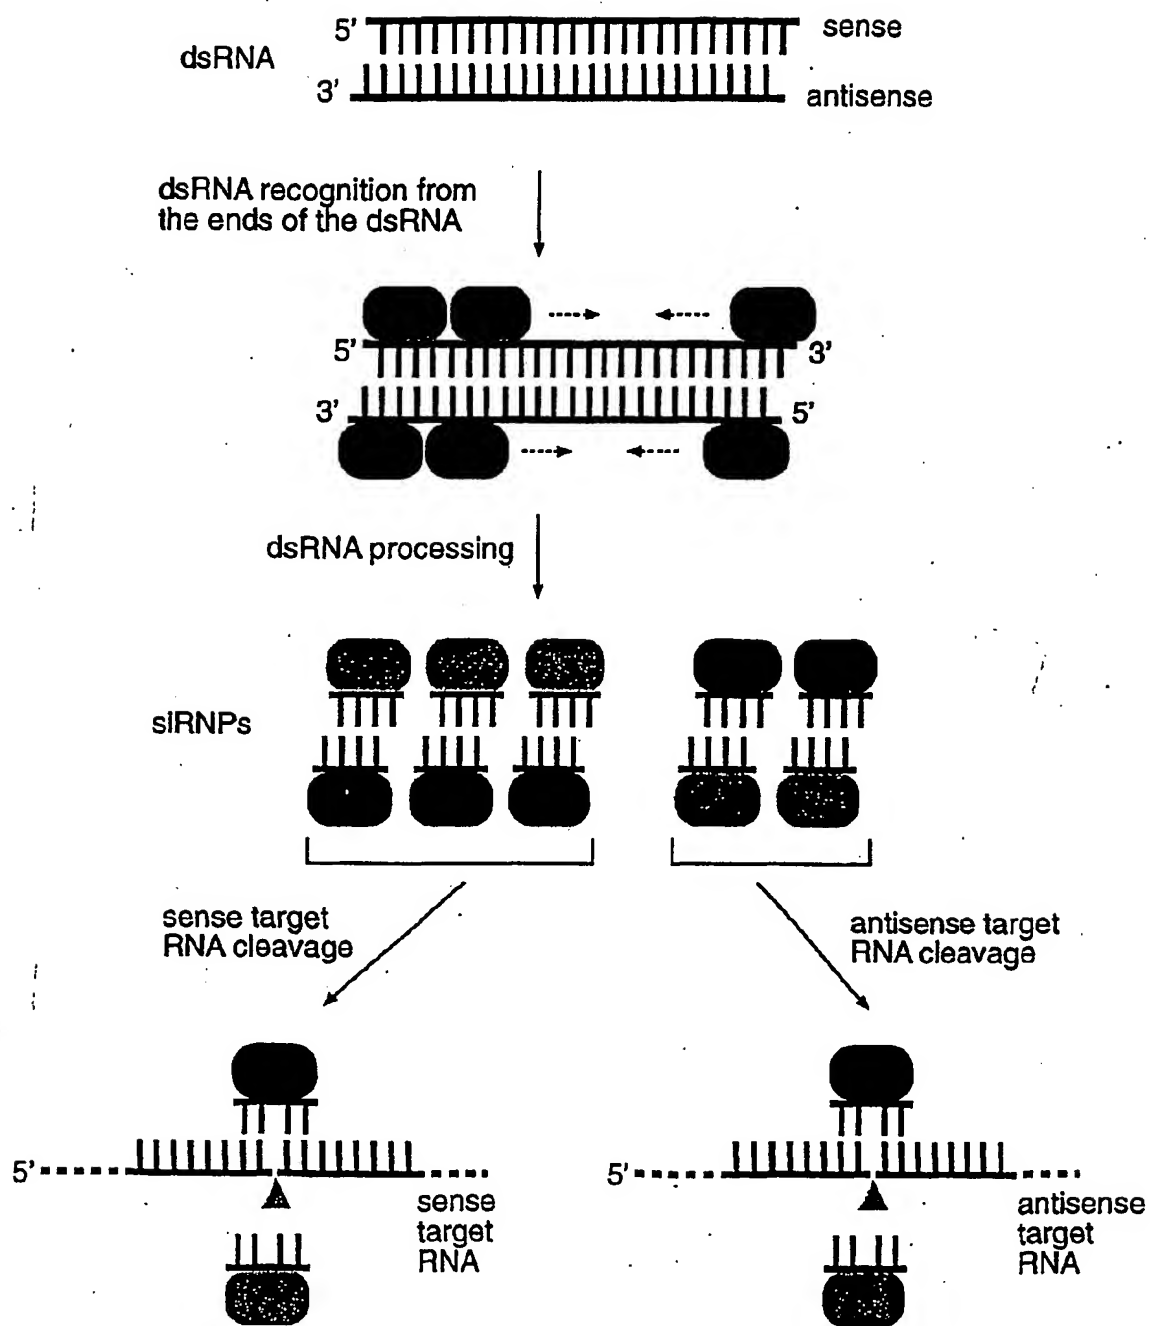 5' sense
dsRNA
3' antisense
dsRNA recognition from
the ends of the dsRNA
5' 3'
3' 5'
dsRNA processing
siRNPs
sense target
RNA cleavage
antisense target
RNA cleavage
5'
sense
target
RNA
5'
antisense
target
RNA